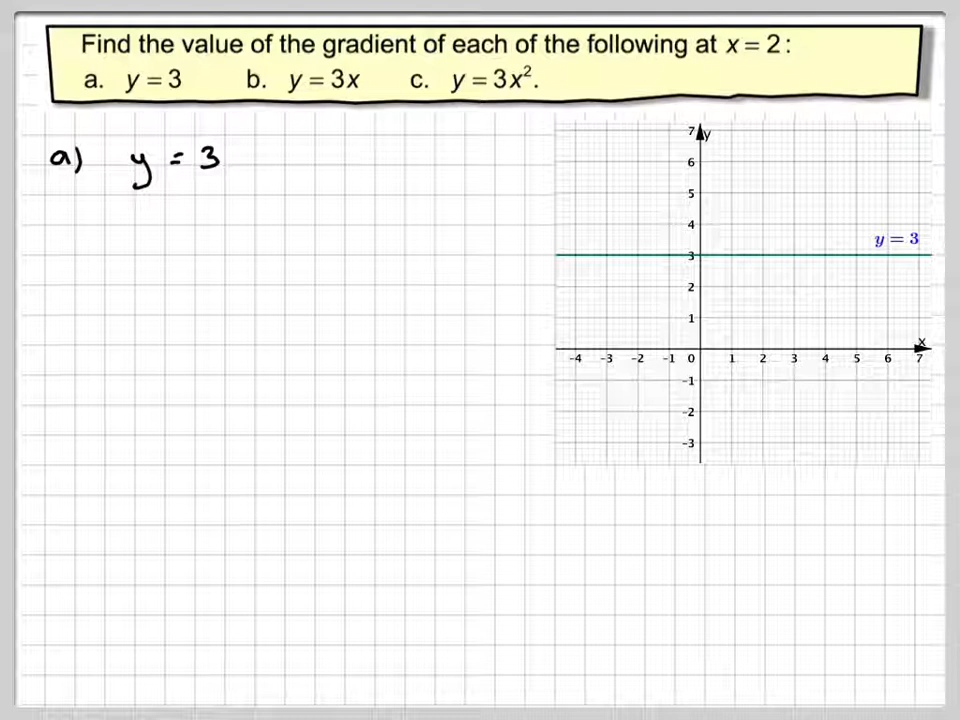 Find the value of the gradient of each of the following at x = 2:
a. y = 3 b. y = 3x c. y = 3x².
a) y = 3
7 y
6
5
4
y = 3
3
2
1
x
-4 -3 -2 -1 0 1 2 3 4 5 6 7
-1
-2
-3